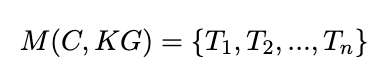 M(C, KG) = {T₁, T₂, ..., Tₙ}